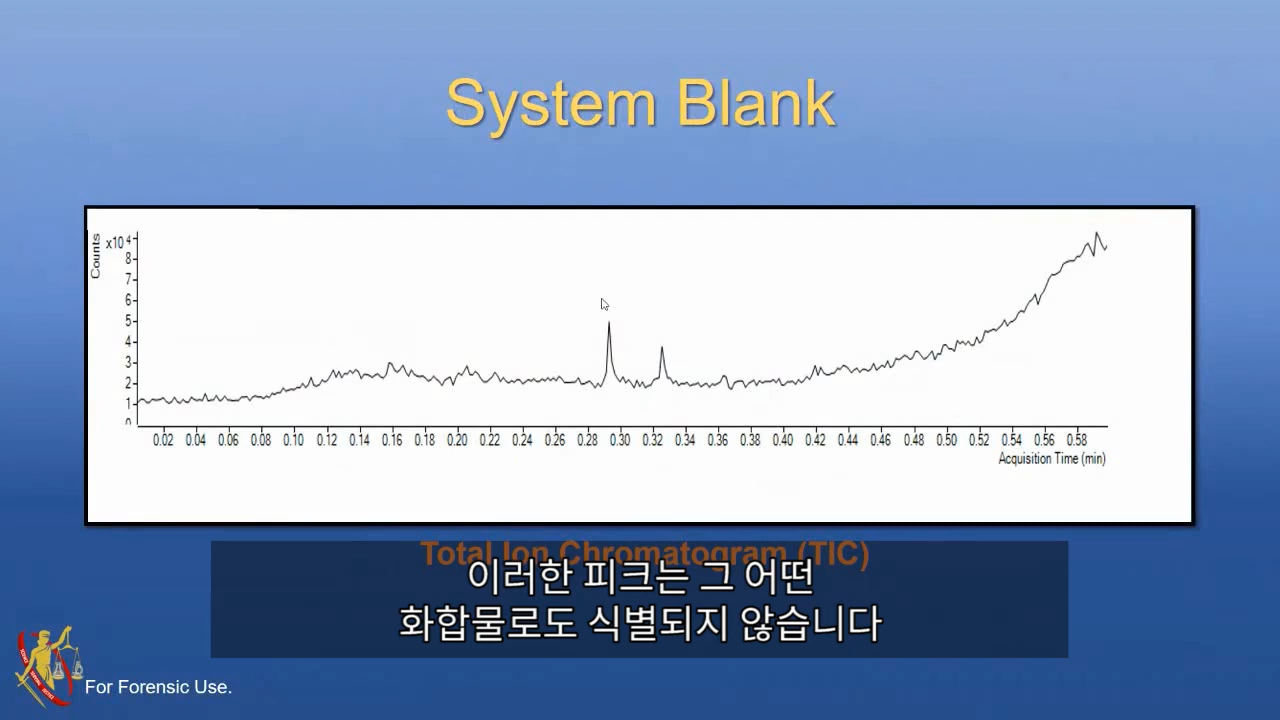 System Blank
Counts
x10 4
8
7
6
5
4
3
2
1
0
0.02 0.04 0.06 0.08 0.10 0.12 0.14 0.16 0.18 0.20 0.22 0.24 0.26 0.28 0.30 0.32 0.34 0.36 0.38 0.40 0.42 0.44 0.46 0.48 0.50 0.52 0.54 0.56 0.58
Acquisition Time (min)
Total Ion Chromatogram (TIC)
이러한 피크는 그 어떤
화합물로도 식별되지 않습니다
For Forensic Use.